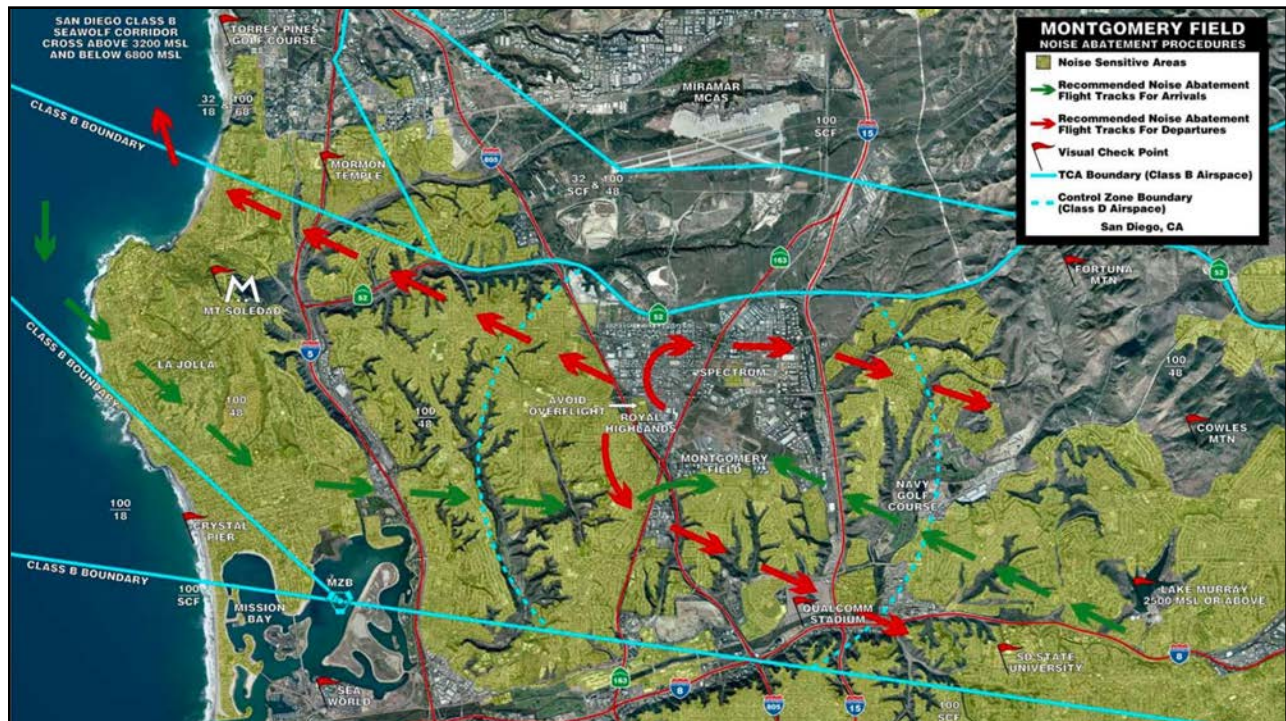 SAN DIEGO CLASS B
SEAWOLF CORRIDOR
CROSS ABOVE 3200 MSL
AND BELOW 6800 MSL
TORREY PINES
GOLF COURSE
MONTGOMERY FIELD
NOISE ABATEMENT PROCEDURES
Noise Sensitive Areas
Recommended Noise Abatement
Flight Tracks For Arrivals
Recommended Noise Abatement
Flight Tracks For Departures
Visual Check Point
TCA Boundary (Class B Airspace)
Control Zone Boundary
(Class D Airspace)
San Diego, CA
CLASS B BOUNDARY
32
18
&
100
68
MIRAMAR
MCAS
100
SCF
15
805
MORMON
TEMPLE
32
SCF
&
100
48
163
FORTUNA
MTN
52
MT SOLEDAD
52
52
5
LA JOLLA
CLASS B BOUNDARY
100
48
100
48
AVOID
OVERFLIGHT
ROYAL
HIGHLANDS
SPECTRUM
100
48
COWLES
MTN
MONTGOMERY
FIELD
NAVY
GOLF
COURSE
100
18
CRYSTAL
PIER
CLASS B BOUNDARY
100
SCF
MZB
MISSION
BAY
LAKE MURRAY
2500 MSL OR ABOVE
QUALCOMM
STADIUM
SD STATE
UNIVERSITY
8
SEA
WORLD
163
8
805
15
100
SCF